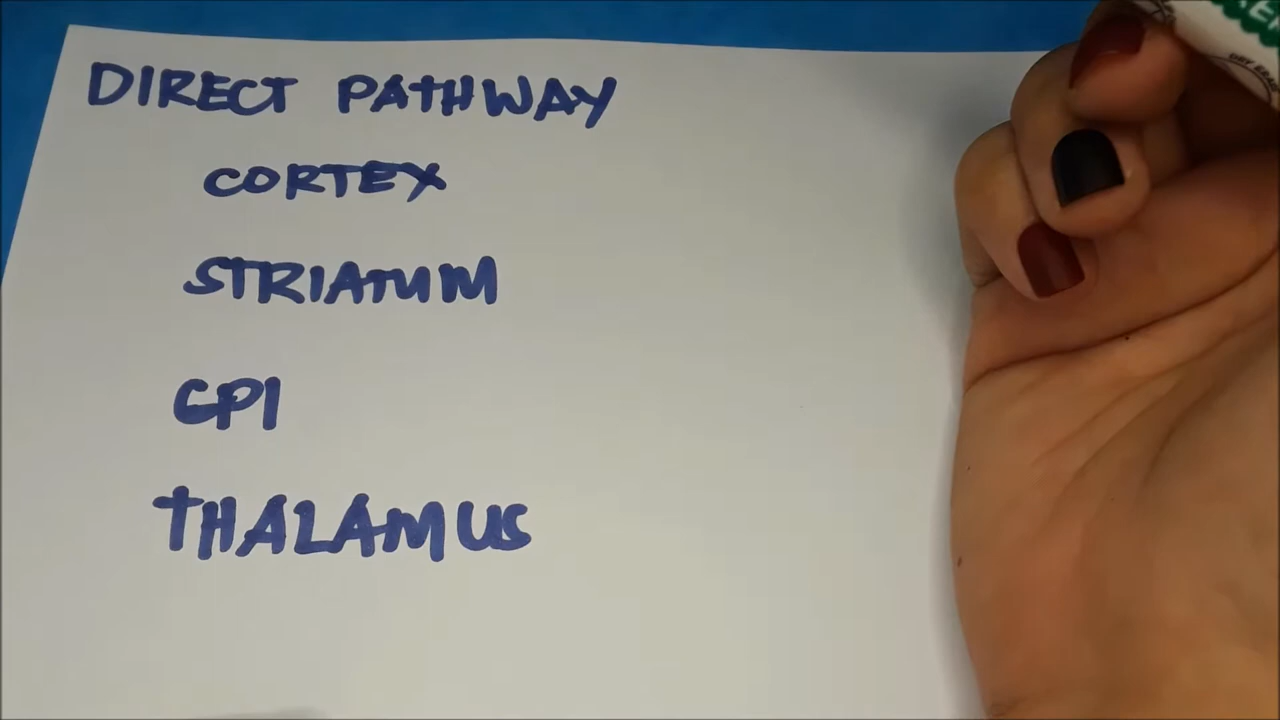 DIRECT PATHWAY
CORTEX
STRIATUM
GPI
THALAMUS